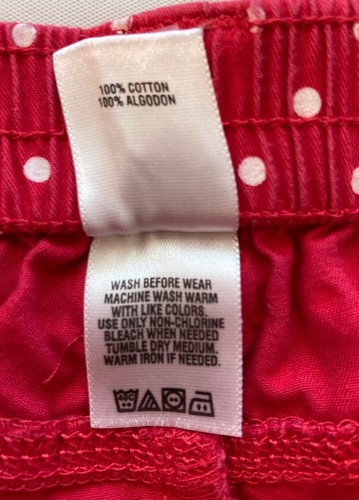 100% COTTON
100% ALGODON
WASH BEFORE WEAR
MACHINE WASH WARM
WITH LIKE COLORS.
USE ONLY NON-CHLORINE
BLEACH WHEN NEEDED
TUMBLE DRY MEDIUM.
WARM IRON IF NEEDED.